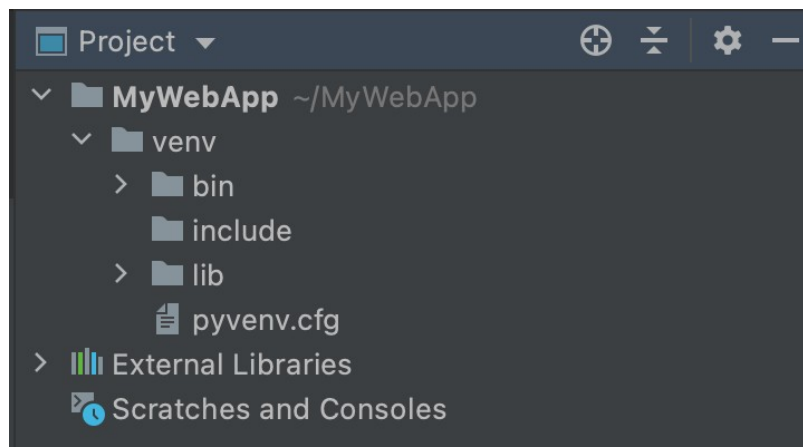 Project
MyWebApp ~/MyWebApp
venv
bin
include
lib
pyvenv.cfg
External Libraries
Scratches and Consoles